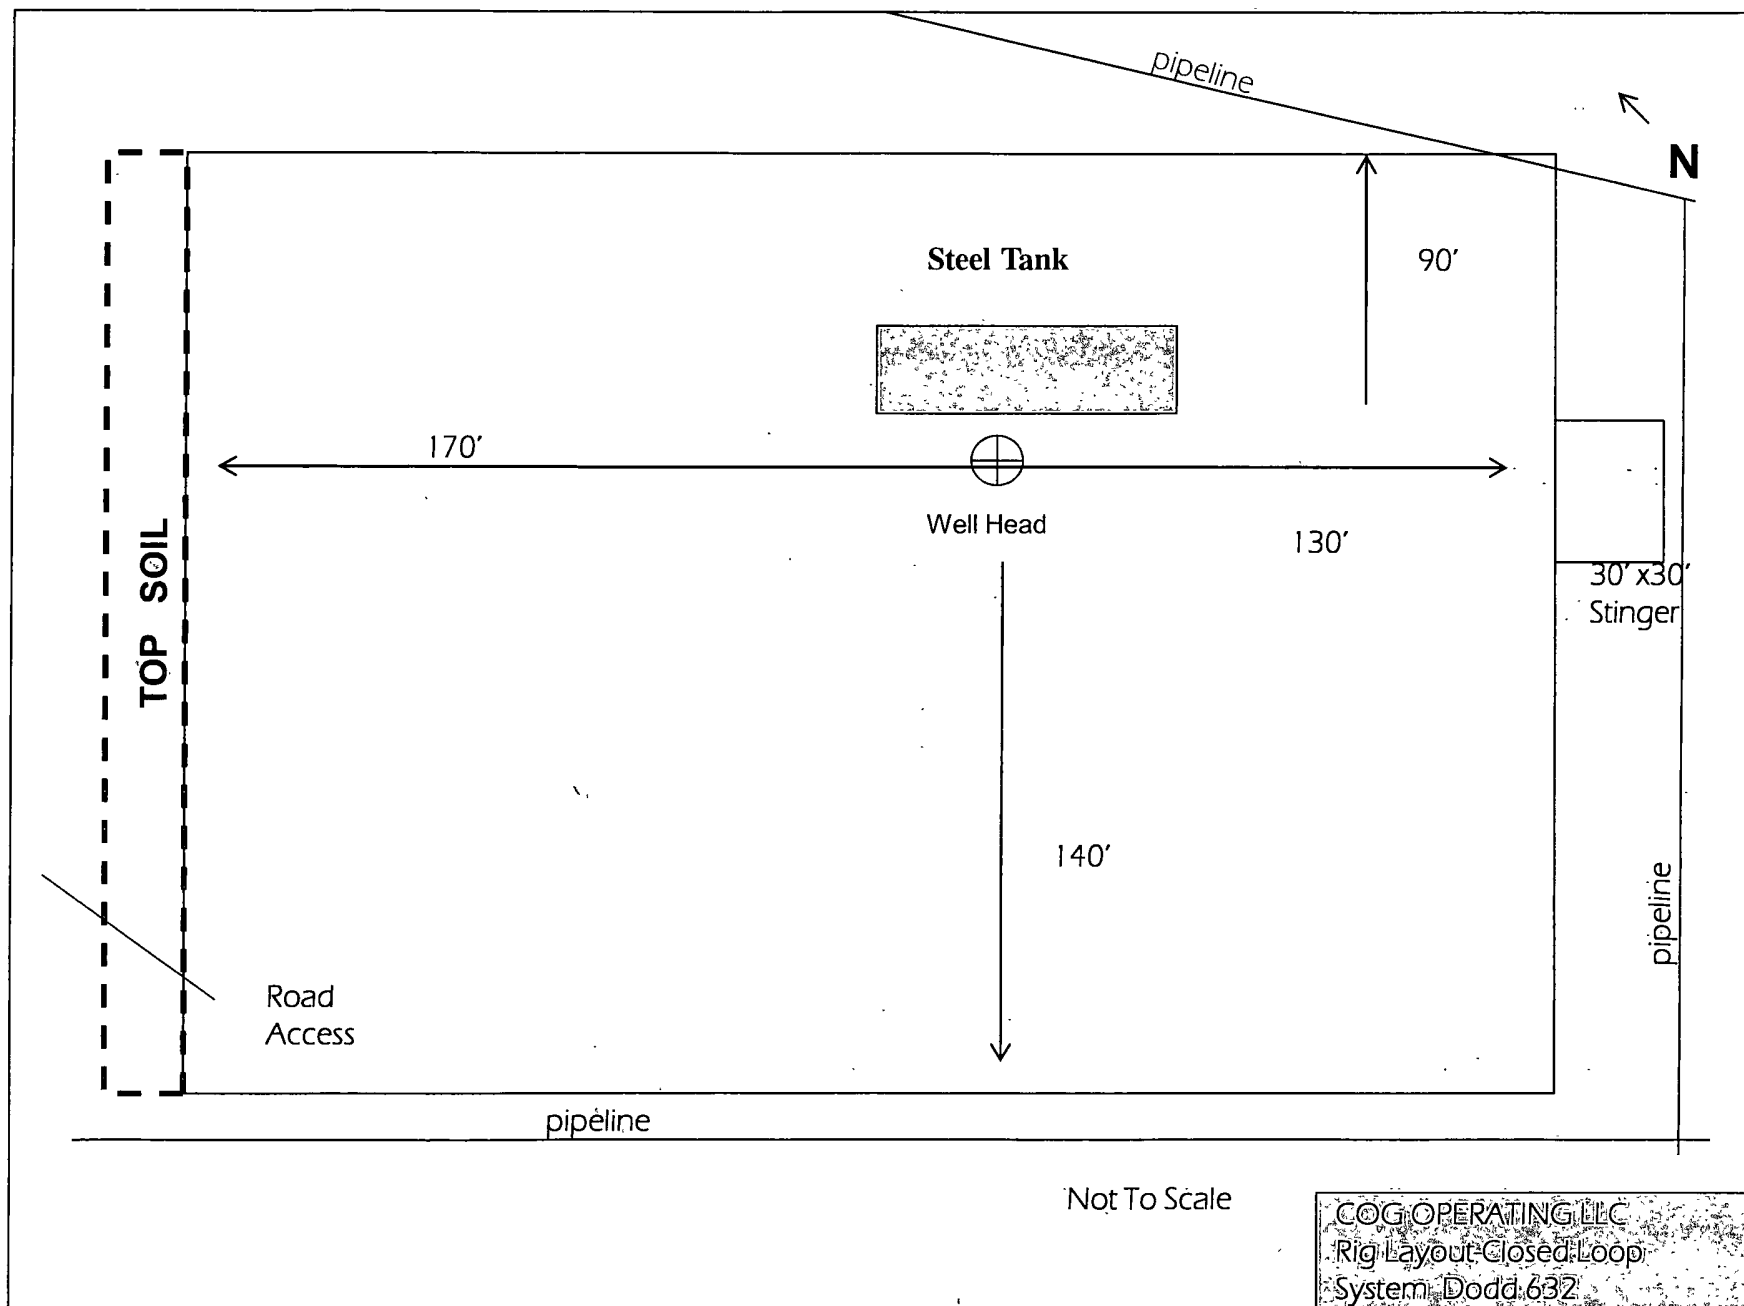 pipeline
N
Steel Tank
90'
170'
Well Head
130'
30' x30'
Stinger
TOP SOIL
140'
pipeline
Road
Access
pipeline
Not To Scale
COG OPERATING LLC
Rig Layout Closed Loop
System Dodd 632